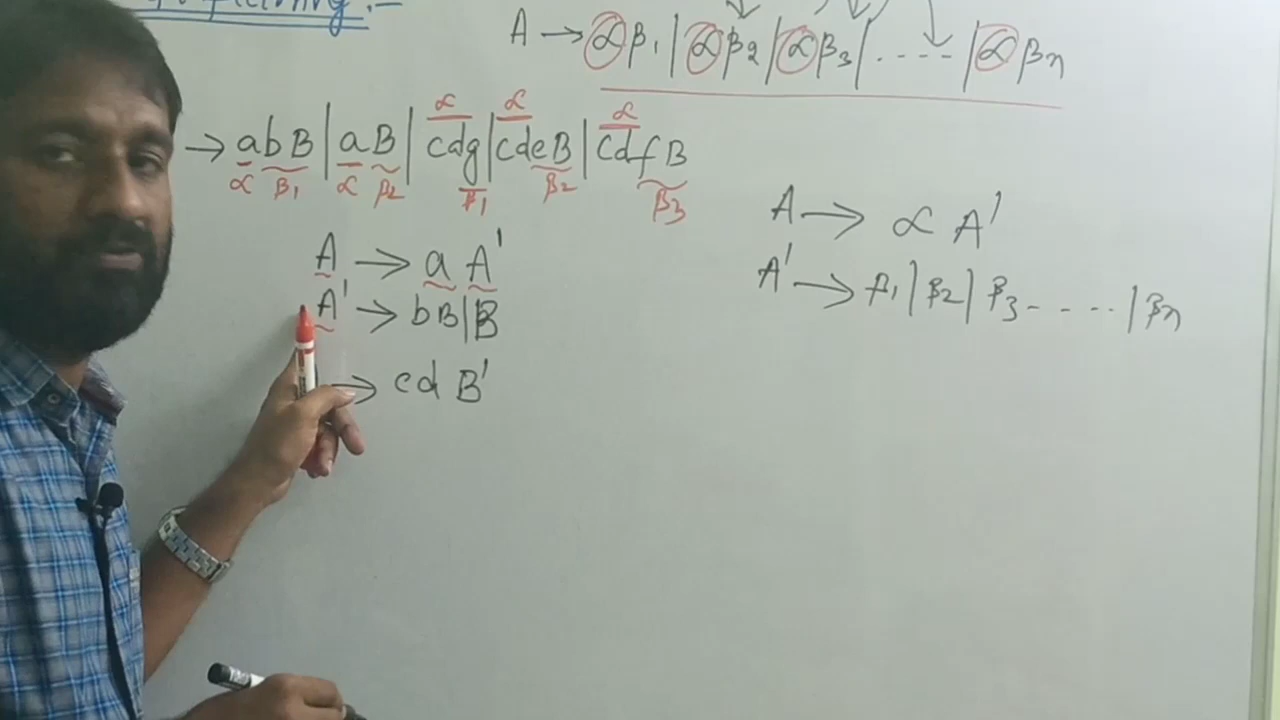 A → αβ₁ | αβ₂ | αβ₃ | ..... | αβn
→ abB | aB | cdg | cdeB | cdfB
α β₁ α β₂ α β₁ α β₂ α β₃
A → aA'
A' → bB | B
→ cd B'
A → α A'
A' → β₁ | β₂ | β₃ - ..... | βn